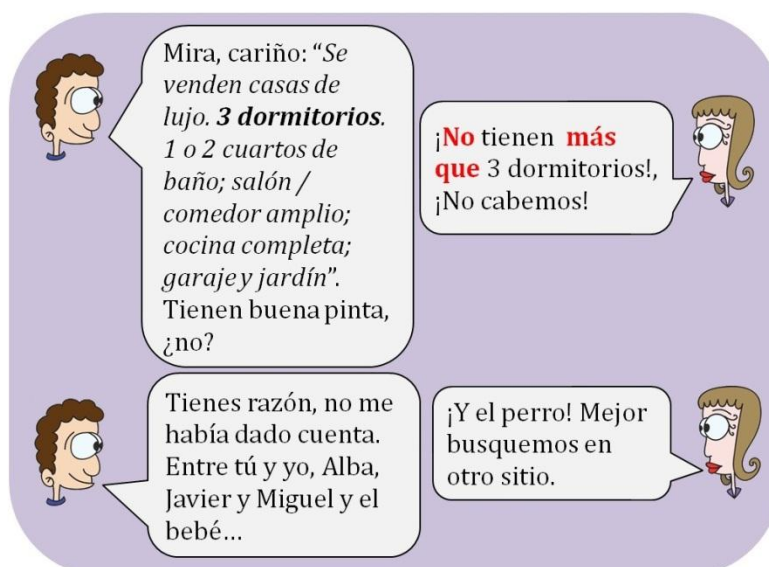 Mira, cariño: “Se
venden casas de
lujo. 3 dormitorios.
1 o 2 cuartos de
baño; salón /
comedor amplio;
cocina completa;
garaje y jardín”.
Tienen buena pinta,
¿no?
¡No tienen más
que 3 dormitorios!,
¡No cabemos!
Tienes razón, no me
había dado cuenta.
Entre tú y yo, Alba,
Javier y Miguel y el
bebé...
¡Y el perro! Mejor
busquemos en
otro sitio.